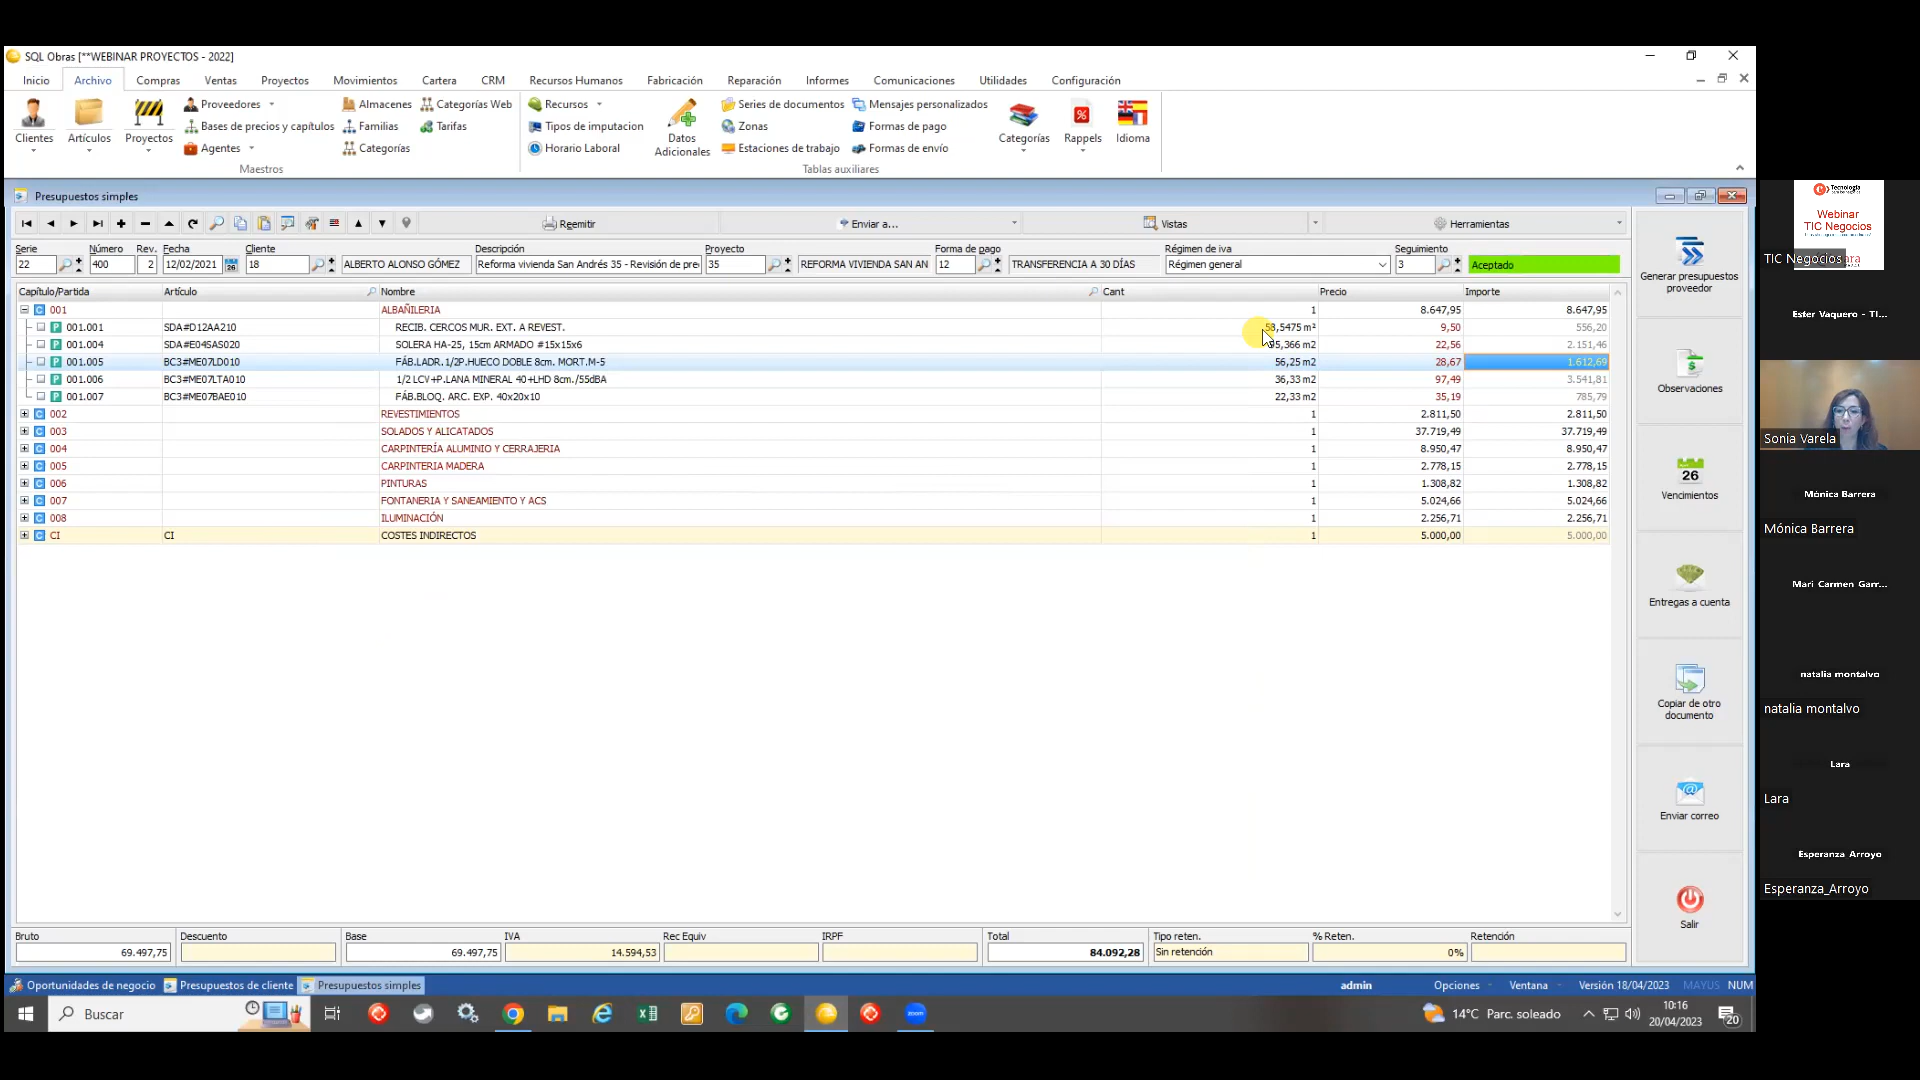 SQL Obras [**WEBINAR PROYECTOS - 2022]
Inicio Archivo Compras Ventas Proyectos Movimientos Cartera CRM Recursos Humanos Fabricación Reparación Informes Comunicaciones Utilidades Configuración
Clientes Artículos Proyectos
Proveedores
Bases de precios y capítulos
Agentes
Almacenes
Familias
Categorías
Categorías Web
Tarifas
Maestros
Recursos
Tipos de imputacion
Horario Laboral
Datos
Adicionales
Series de documentos
Zonas
Estaciones de trabajo
Mensajes personalizados
Formas de pago
Formas de envío
Categorías Rappels Idioma
Tablas auxiliares
Presupuestos simples
Reemitir Enviar a... Vistas Herramientas
Serie Número Rev. Fecha Cliente Descripción Proyecto Forma de pago Régimen de iva Seguimiento
22 400 2 12/02/2021 26 18 ALBERTO ALONSO GÓMEZ Reforma vivienda San Andrés 35 - Revisión de pre 35 REFORMA VIVIENDA SAN AN 12 TRANSFERENCIA A 30 DÍAS Régimen general 3 Aceptado
Capítulo/Partida Artículo Nombre Cant Precio Importe
C 001 ALBAÑILERIA 1 8.647,95 8.647,95
P 001.001 SDA#D12AA210 RECIB. CERCOS MUR. EXT. A REVEST. 58,5475 m² 9,50 556,20
P 001.004 SDA#E04SAS020 SOLERA HA-25, 15cm ARMADO #15x15x6 95,366 m2 22,56 2.151,46
P 001.005 BC3#ME07LD010 FÁB.LADR.1/2P.HUECO DOBLE 8cm. MORT.M-5 56,25 m2 28,67 1.612,69
P 001.006 BC3#ME07LTA010 1/2 LCV+P.LANA MINERAL 40+LHD 8cm./55dBA 36,33 m2 97,49 3.541,81
P 001.007 BC3#ME07BAE010 FÁB.BLOQ. ARC. EXP. 40x20x10 22,33 m2 35,19 785,79
C 002 REVESTIMIENTOS 1 2.811,50 2.811,50
C 003 SOLADOS Y ALICATADOS 1 37.719,49 37.719,49
C 004 CARPINTERÍA ALUMINIO Y CERRAJERIA 1 8.950,47 8.950,47
C 005 CARPINTERIA MADERA 1 2.778,15 2.778,15
C 006 PINTURAS 1 1.308,82 1.308,82
C 007 FONTANERIA Y SANEAMIENTO Y ACS 1 5.024,66 5.024,66
C 008 ILUMINACIÓN 1 2.256,71 2.256,71
C CI CI COSTES INDIRECTOS 1 5.000,00 5.000,00
Generar presupuestos
proveedor
Observaciones
26
Vencimientos
Entregas a cuenta
Copiar de otro
documento
Enviar correo
Salir
Bruto Descuento Base IVA Rec Equiv IRPF Total Tipo reten. % Reten. Retención
69.497,75 69.497,75 14.594,53 84.092,28 Sin retención 0%
Oportunidades de negocio Presupuestos de cliente Presupuestos simples admin Opciones Ventana Versión 18/04/2023 MAYUS NUM
Buscar zoom 14°C Parc. soleado 10:16
20/04/2023 20
Tecnología
Webinar
TIC Negocios
TIC Negocios
Ester Vaquero - TI...
Sonia Varela
Mónica Barrera
Mónica Barrera
Mari Carmen Garr...
natalia montalvo
natalia montalvo
Lara
Lara
Esperanza Arroyo
Esperanza_Arroyo